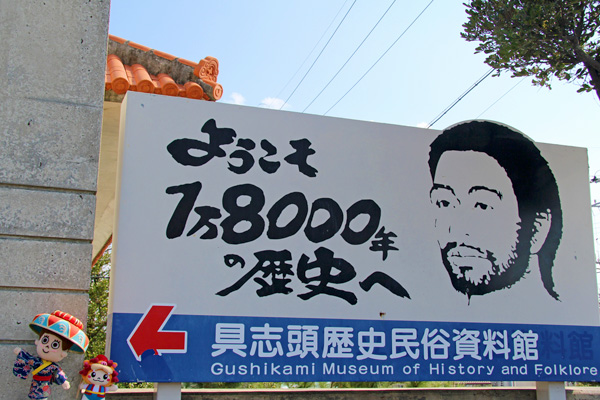 ようこそ
1万8000年
の歴史へ
具志頭歴史民俗資料館
Gushikami Museum of History and Folklore